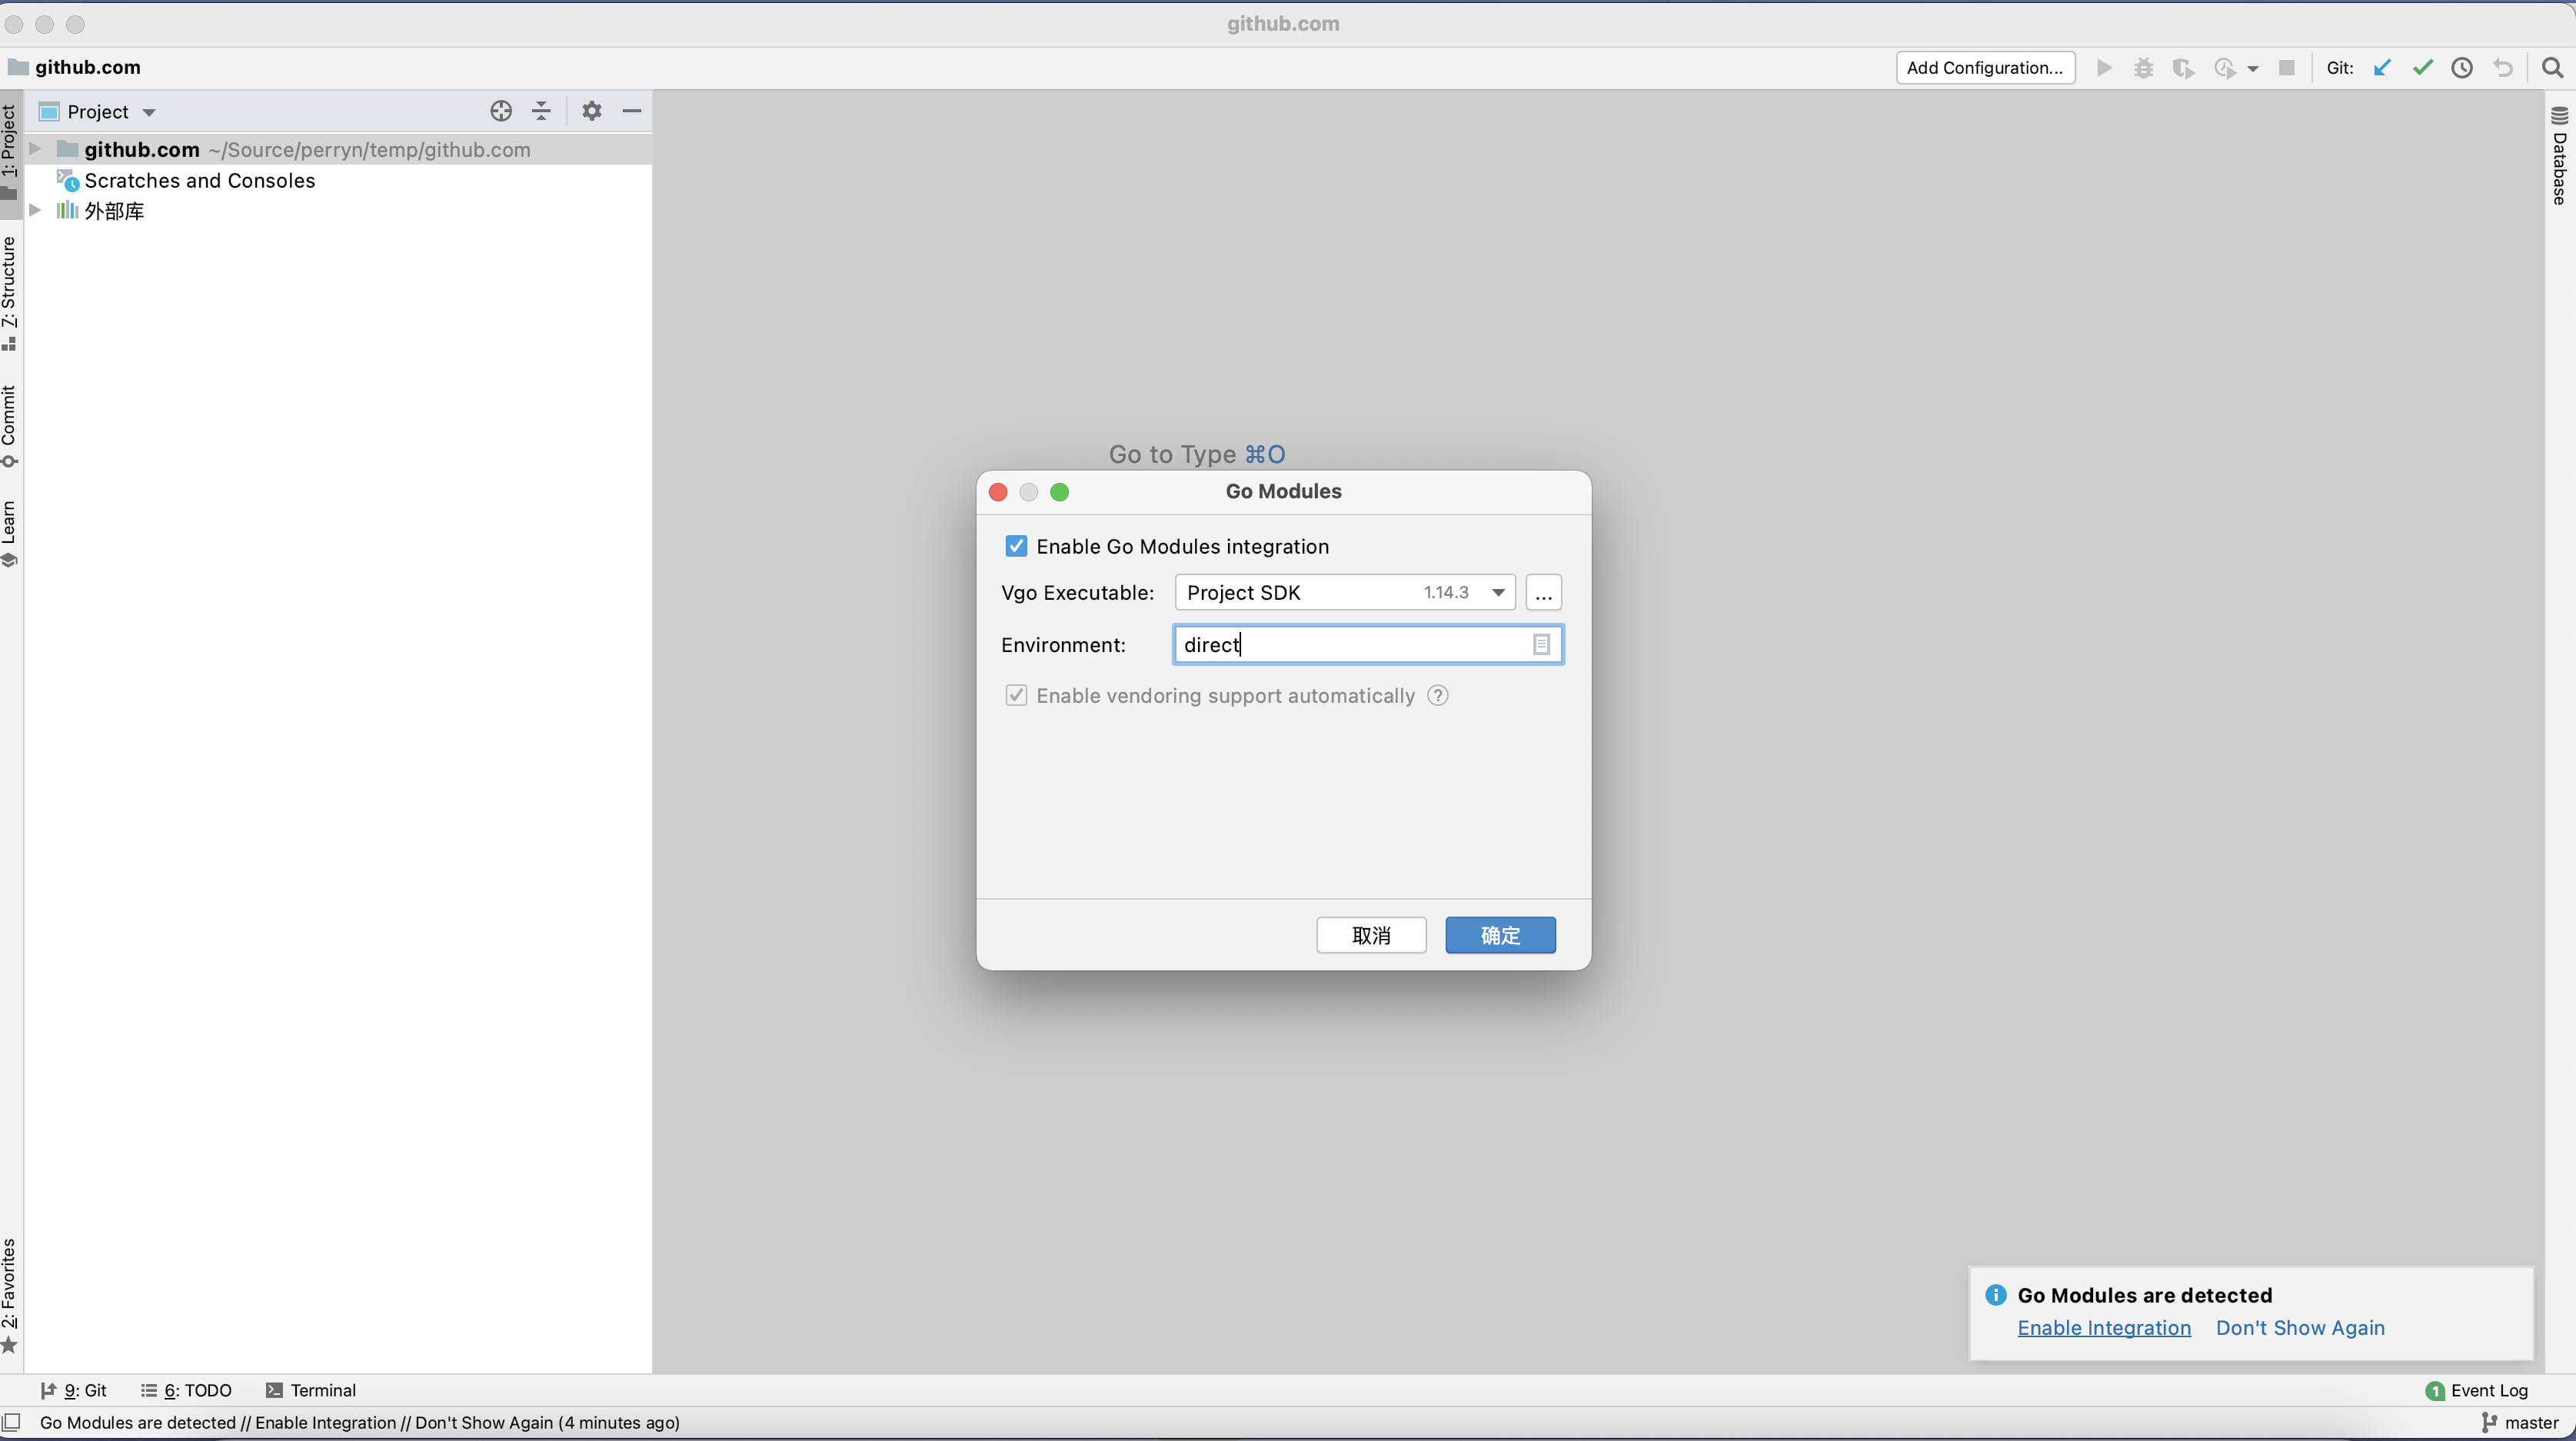 github.com
github.com
Add Configuration...
Git:
Project
github.com ~/Source/perryn/temp/github.com
Scratches and Consoles
外部库
1: Project
Z: Structure
Commit
Learn
2: Favorites
Database
Go to Type ⌘O
Go Modules
Enable Go Modules integration
Vgo Executable: Project SDK 1.14.3 ...
Environment: direct
Enable vendoring support automatically ?
取消 确定
Go Modules are detected
Enable Integration Don't Show Again
9: Git 6: TODO Terminal
1 Event Log
Go Modules are detected // Enable Integration // Don't Show Again (4 minutes ago)
master